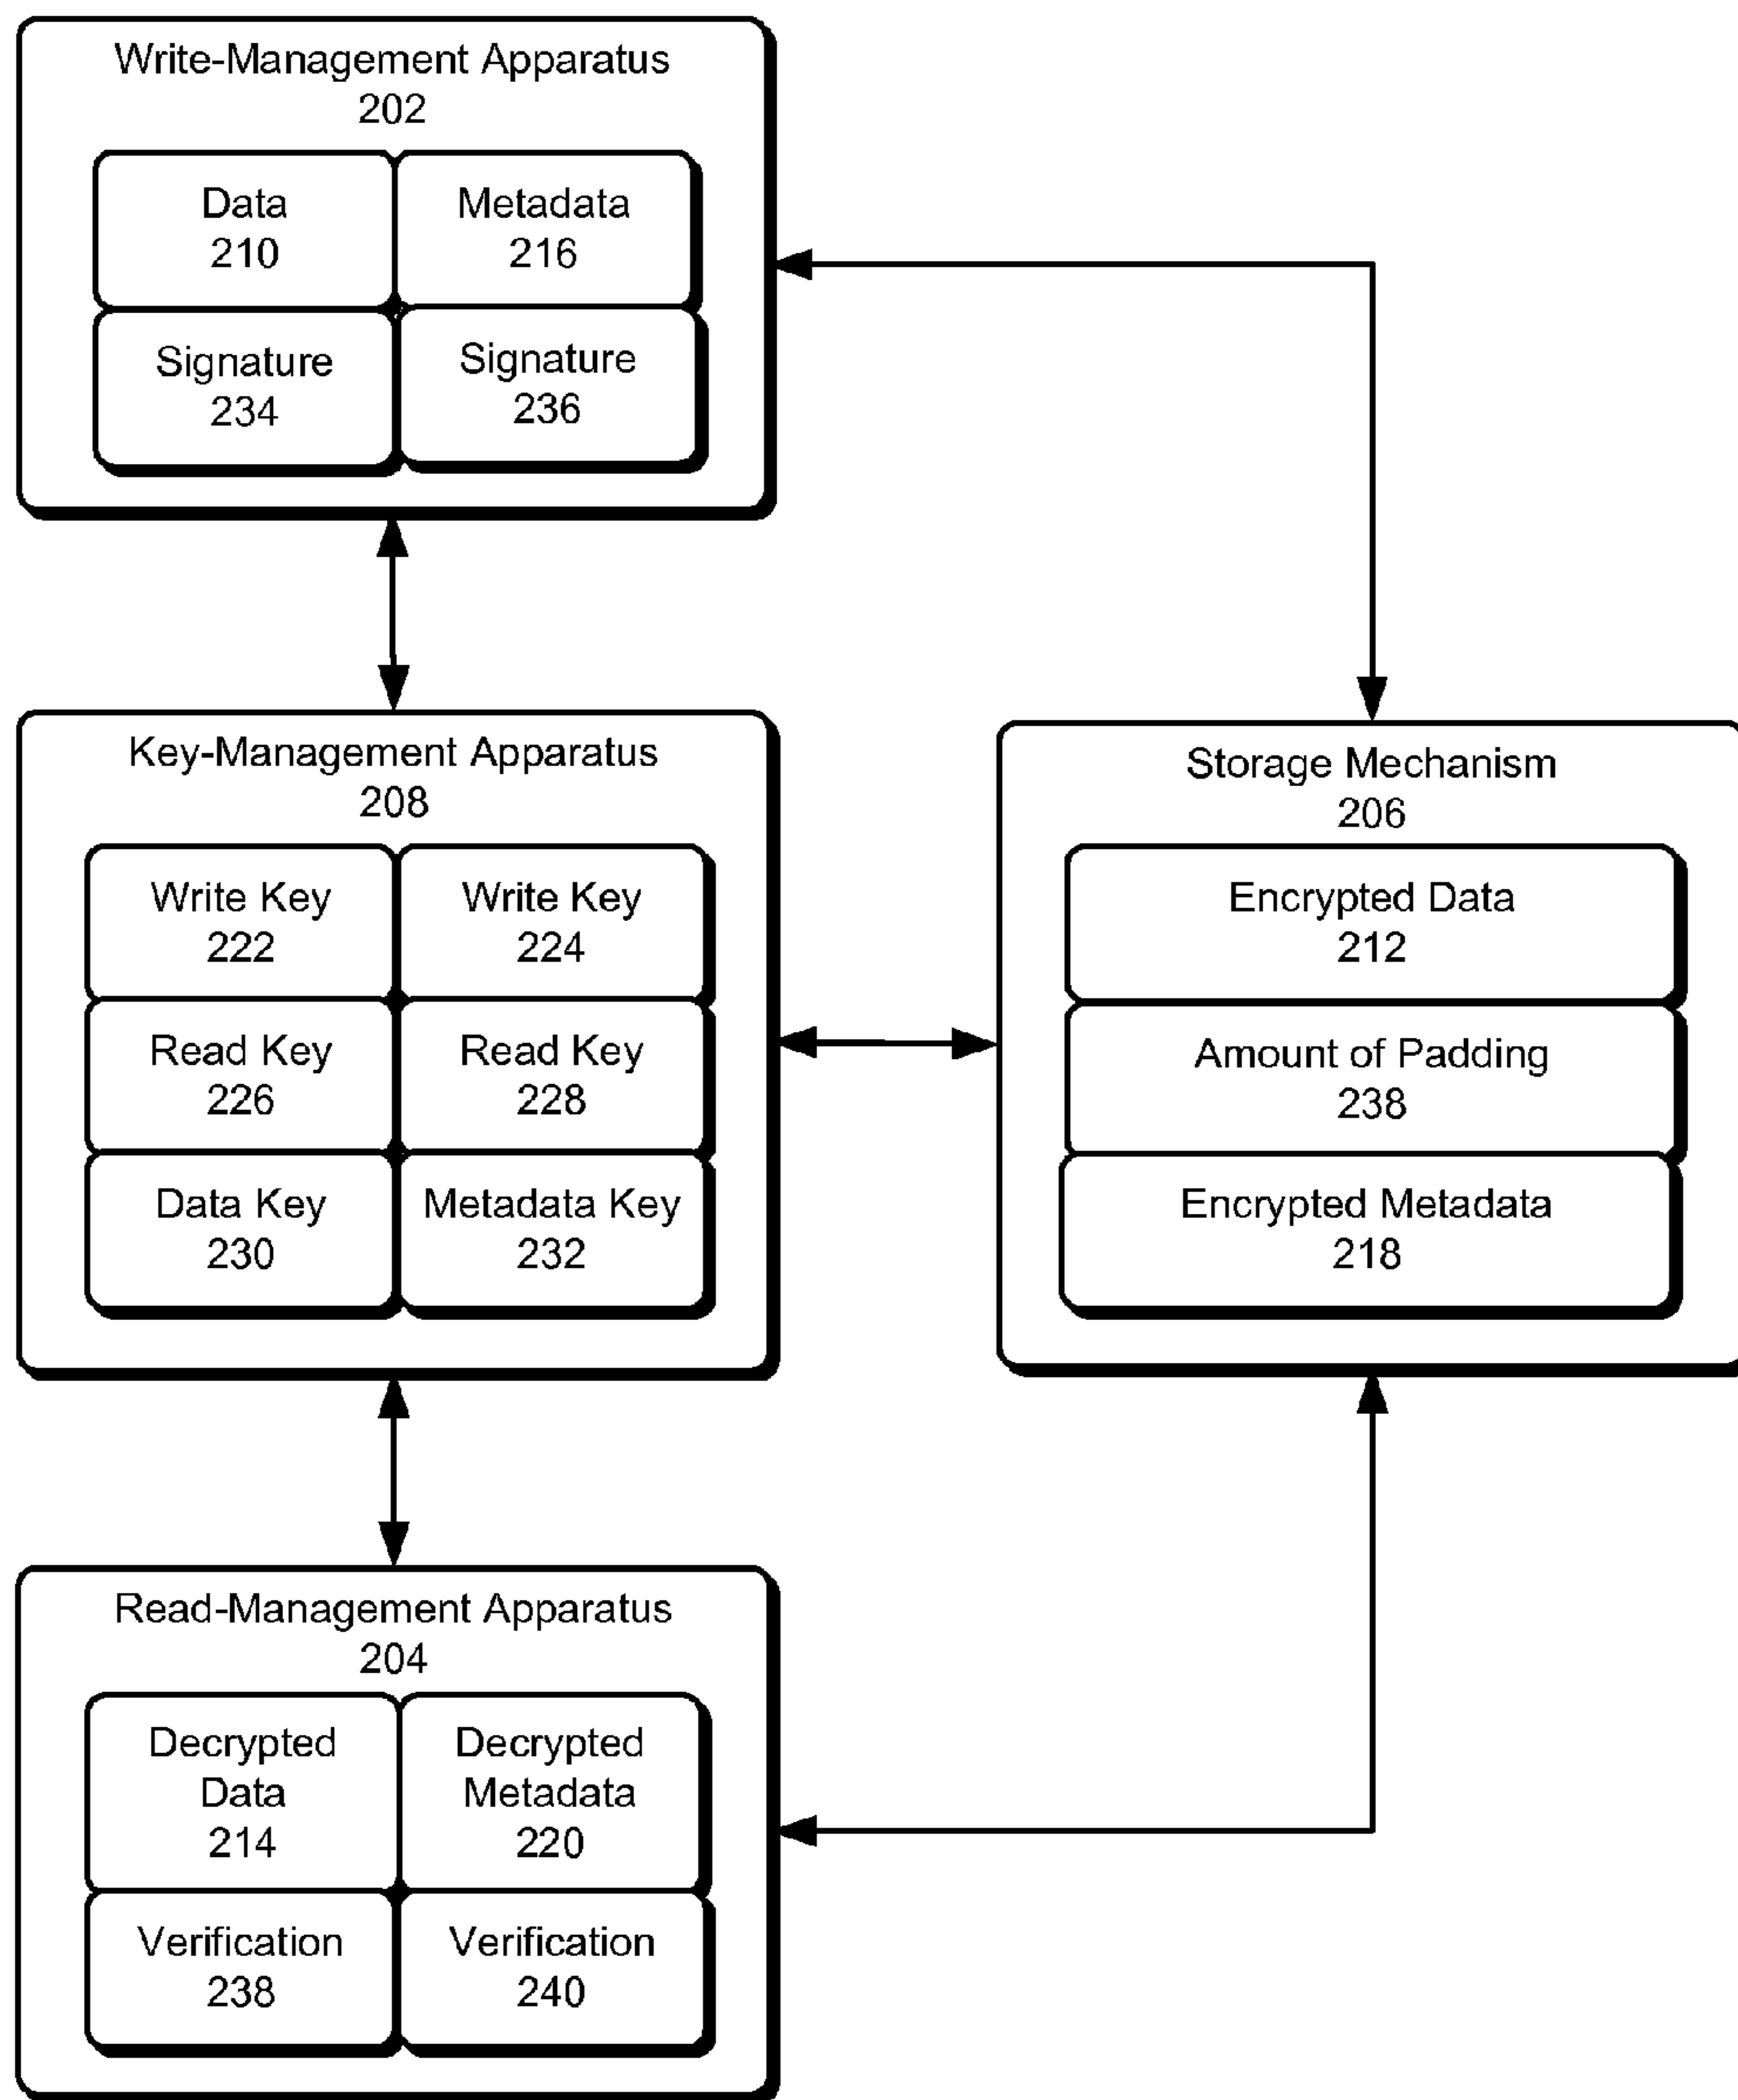 Write-Management Apparatus
202
Data
210
Metadata
216
Signature
234
Signature
236
Key-Management Apparatus
208
Write Key
222
Write Key
224
Read Key
226
Read Key
228
Data Key
230
Metadata Key
232
Storage Mechanism
206
Encrypted Data
212
Amount of Padding
238
Encrypted Metadata
218
Read-Management Apparatus
204
Decrypted
Data
214
Decrypted
Metadata
220
Verification
238
Verification
240